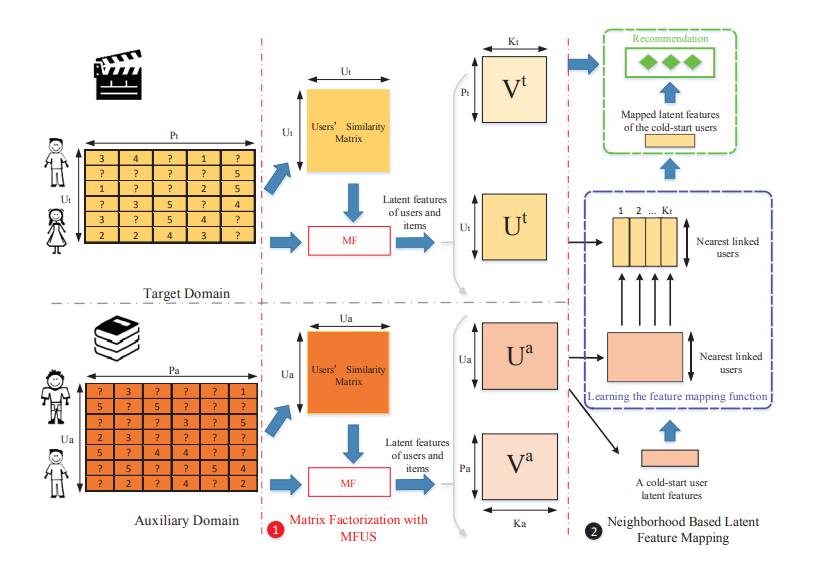 Pt
Ut
3 4 ? 1 ?
? ? ? ? 5
1 ? ? 2 5
? 3 5 ? 4
3 ? 5 4 ?
2 2 4 3 ?
Target Domain
Ut
Ut
Users' Similarity
Matrix
MF
Latent features
of users and
items
Kt
Pt
Vt
Ut
Ut
Recommendation
Mapped latent features
of the cold-start users
1 2 ... Kt
Nearest linked
users
Nearest linked
users
Learning the feature mapping function
A cold-start user
latent features
Pa
Ua
? 3 ? ? ? 1
5 ? 5 ? ? ?
? ? ? 3 ? 5
2 3 ? ? ? ?
? 5 4 4 ? ?
? 5 ? ? 5 4
? 2 ? 4 ? 2
Auxiliary Domain
Ua
Ua
Users' Similarity
Matrix
MF
Latent features
of users and
items
Ua
Ua
Pa
Va
Ka
1 Matrix Factorization with
MFUS
2 Neighborhood Based Latent
Feature Mapping